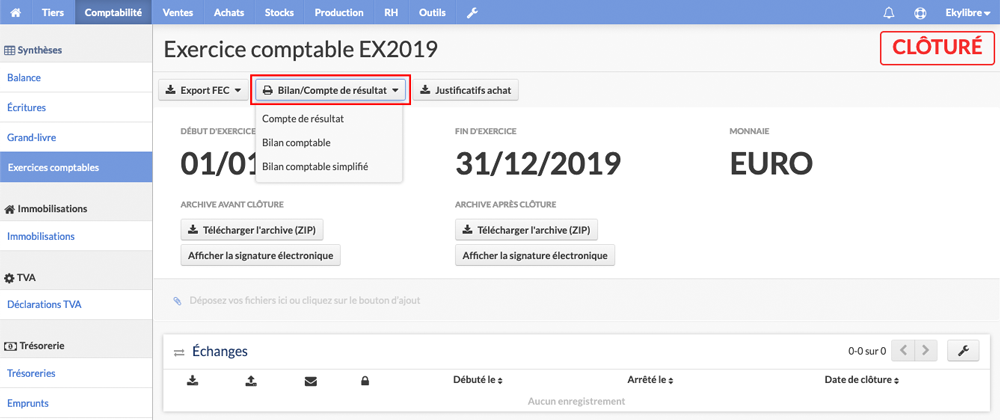 Tiers Comptabilité Ventes Achats Stocks Production RH Outils Ekylibre
Synthèses
Balance
Écritures
Grand-livre
Exercices comptables
Immobilisations
Immobilisations
TVA
Déclarations TVA
Trésorerie
Trésoreries
Emprunts
Exercice comptable EX2019
CLÔTURÉ
Export FEC Bilan/Compte de résultat Justificatifs achat
Compte de résultat
Bilan comptable
Bilan comptable simplifié
DÉBUT D'EXERCICE FIN D'EXERCICE MONNAIE
01/01 31/12/2019 EURO
ARCHIVE AVANT CLÔTURE ARCHIVE APRÈS CLÔTURE
Télécharger l'archive (ZIP) Télécharger l'archive (ZIP)
Afficher la signature électronique Afficher la signature électronique
Déposez vos fichiers ici ou cliquez sur le bouton d'ajout
Échanges 0-0 sur 0
Débuté le Arrêté le Date de clôture
Aucun enregistrement